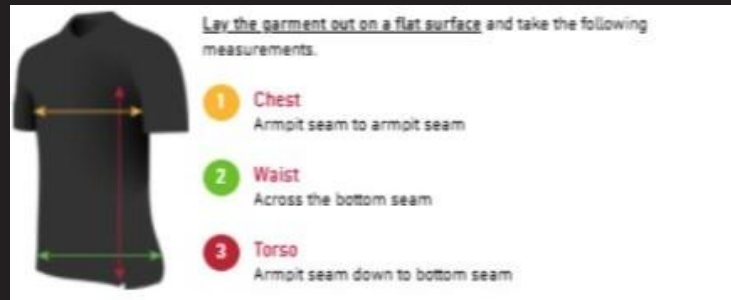 Lay the garment out on a flat surface and take the following
measurements.
1 Chest
Armpit seam to armpit seam
2 Waist
Across the bottom seam
3 Torso
Armpit seam down to bottom seam